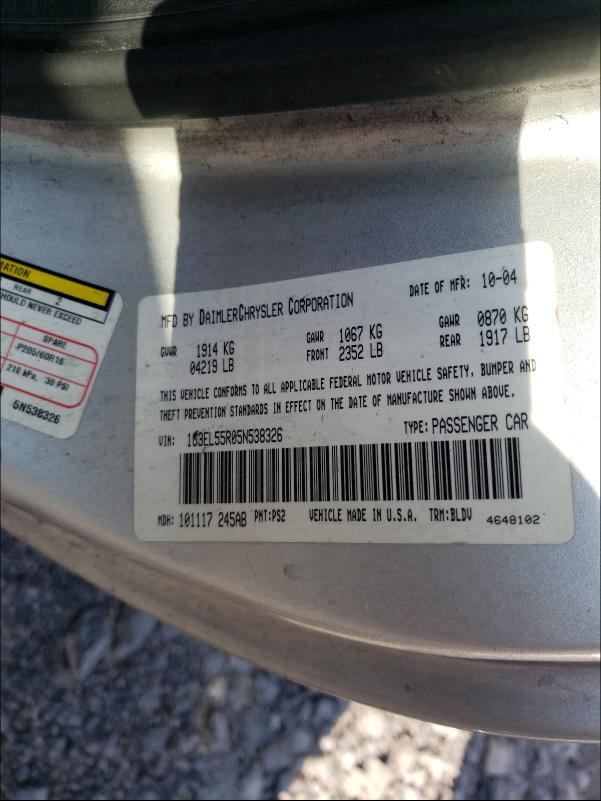 MATION
REAR 2
HOULD NEVER EXCEED
SPARE
P205/60R16
210 kPa, 30 PSI
5N538326
MFD BY DAIMLERCHRYSLER CORPORATION DATE OF MFR: 10-04
GVWR 1914 KG GAWR 1067 KG GAWR 0870 KG
04219 LB FRONT 2352 LB REAR 1917 LB
THIS VEHICLE CONFORMS TO ALL APPLICABLE FEDERAL MOTOR VEHICLE SAFETY, BUMPER AND
THEFT PREVENTION STANDARDS IN EFFECT ON THE DATE OF MANUFACTURE SHOWN ABOVE.
VIN: 1C3EL55R05N538326 TYPE: PASSENGER CAR
MDH: 101117 245AB PNT:PS2 VEHICLE MADE IN U.S.A. TRM:BLDV 4648102